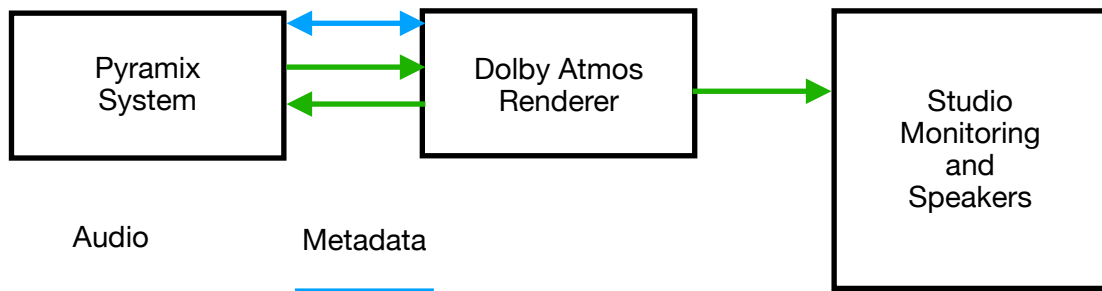 Pyramix
System
Dolby Atmos
Renderer
Studio
Monitoring
and
Speakers
Audio
Metadata